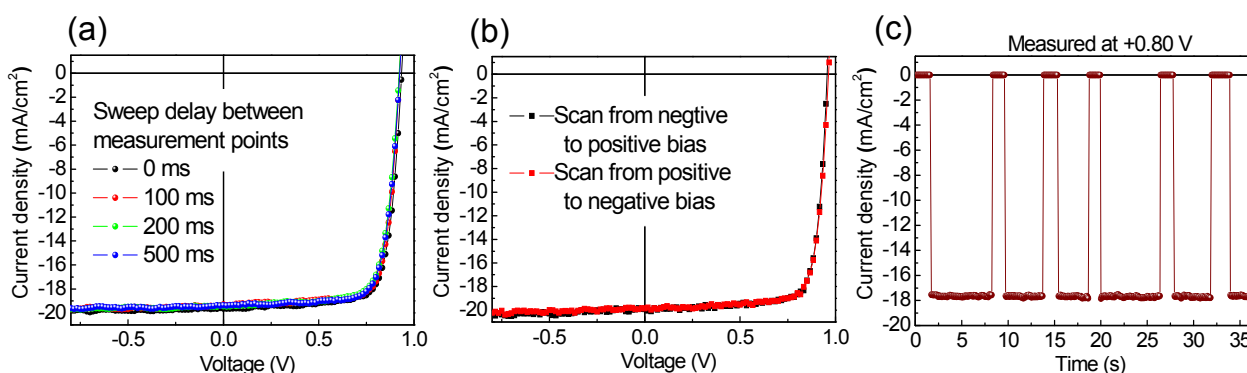 (a)
0
-2
-4
-6
-8
-10
-12
-14
-16
-18
-20
Current density (mA/cm²)
Sweep delay between
measurement points
0 ms
100 ms
200 ms
500 ms
-0.5
0.0
0.5
1.0
Voltage (V)
(b)
0
-2
-4
-6
-8
-10
-12
-14
-16
-18
-20
Current density (mA/cm²)
Scan from negtive
to positive bias
Scan from positive
to negative bias
-0.5
0.0
0.5
1.0
Voltage (V)
(c)
Measured at +0.80 V
0
-2
-4
-6
-8
-10
-12
-14
-16
-18
-20
Current density (mA/cm²)
0
5
10
15
20
25
30
35
Time (s)